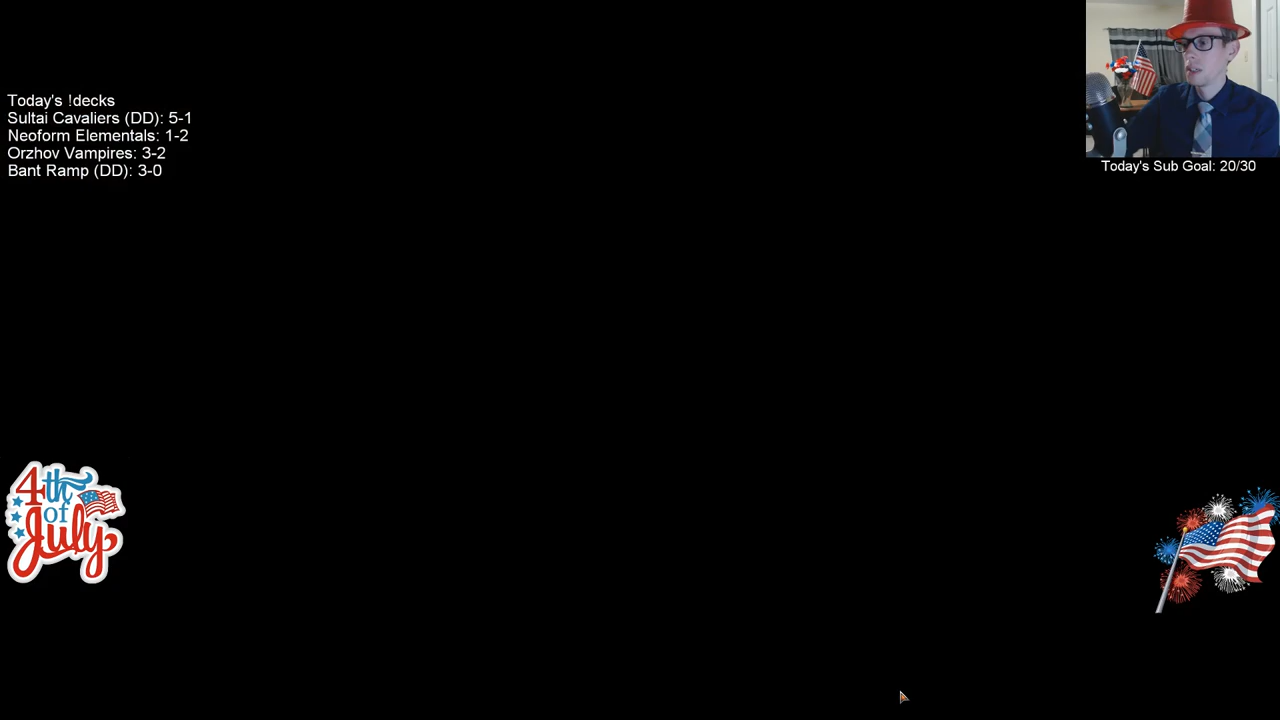 Today's !decks
Sultai Cavaliers (DD): 5-1
Neoform Elementals: 1-2
Orzhov Vampires: 3-2
Bant Ramp (DD): 3-0
Today's Sub Goal: 20/30
4th
of
July